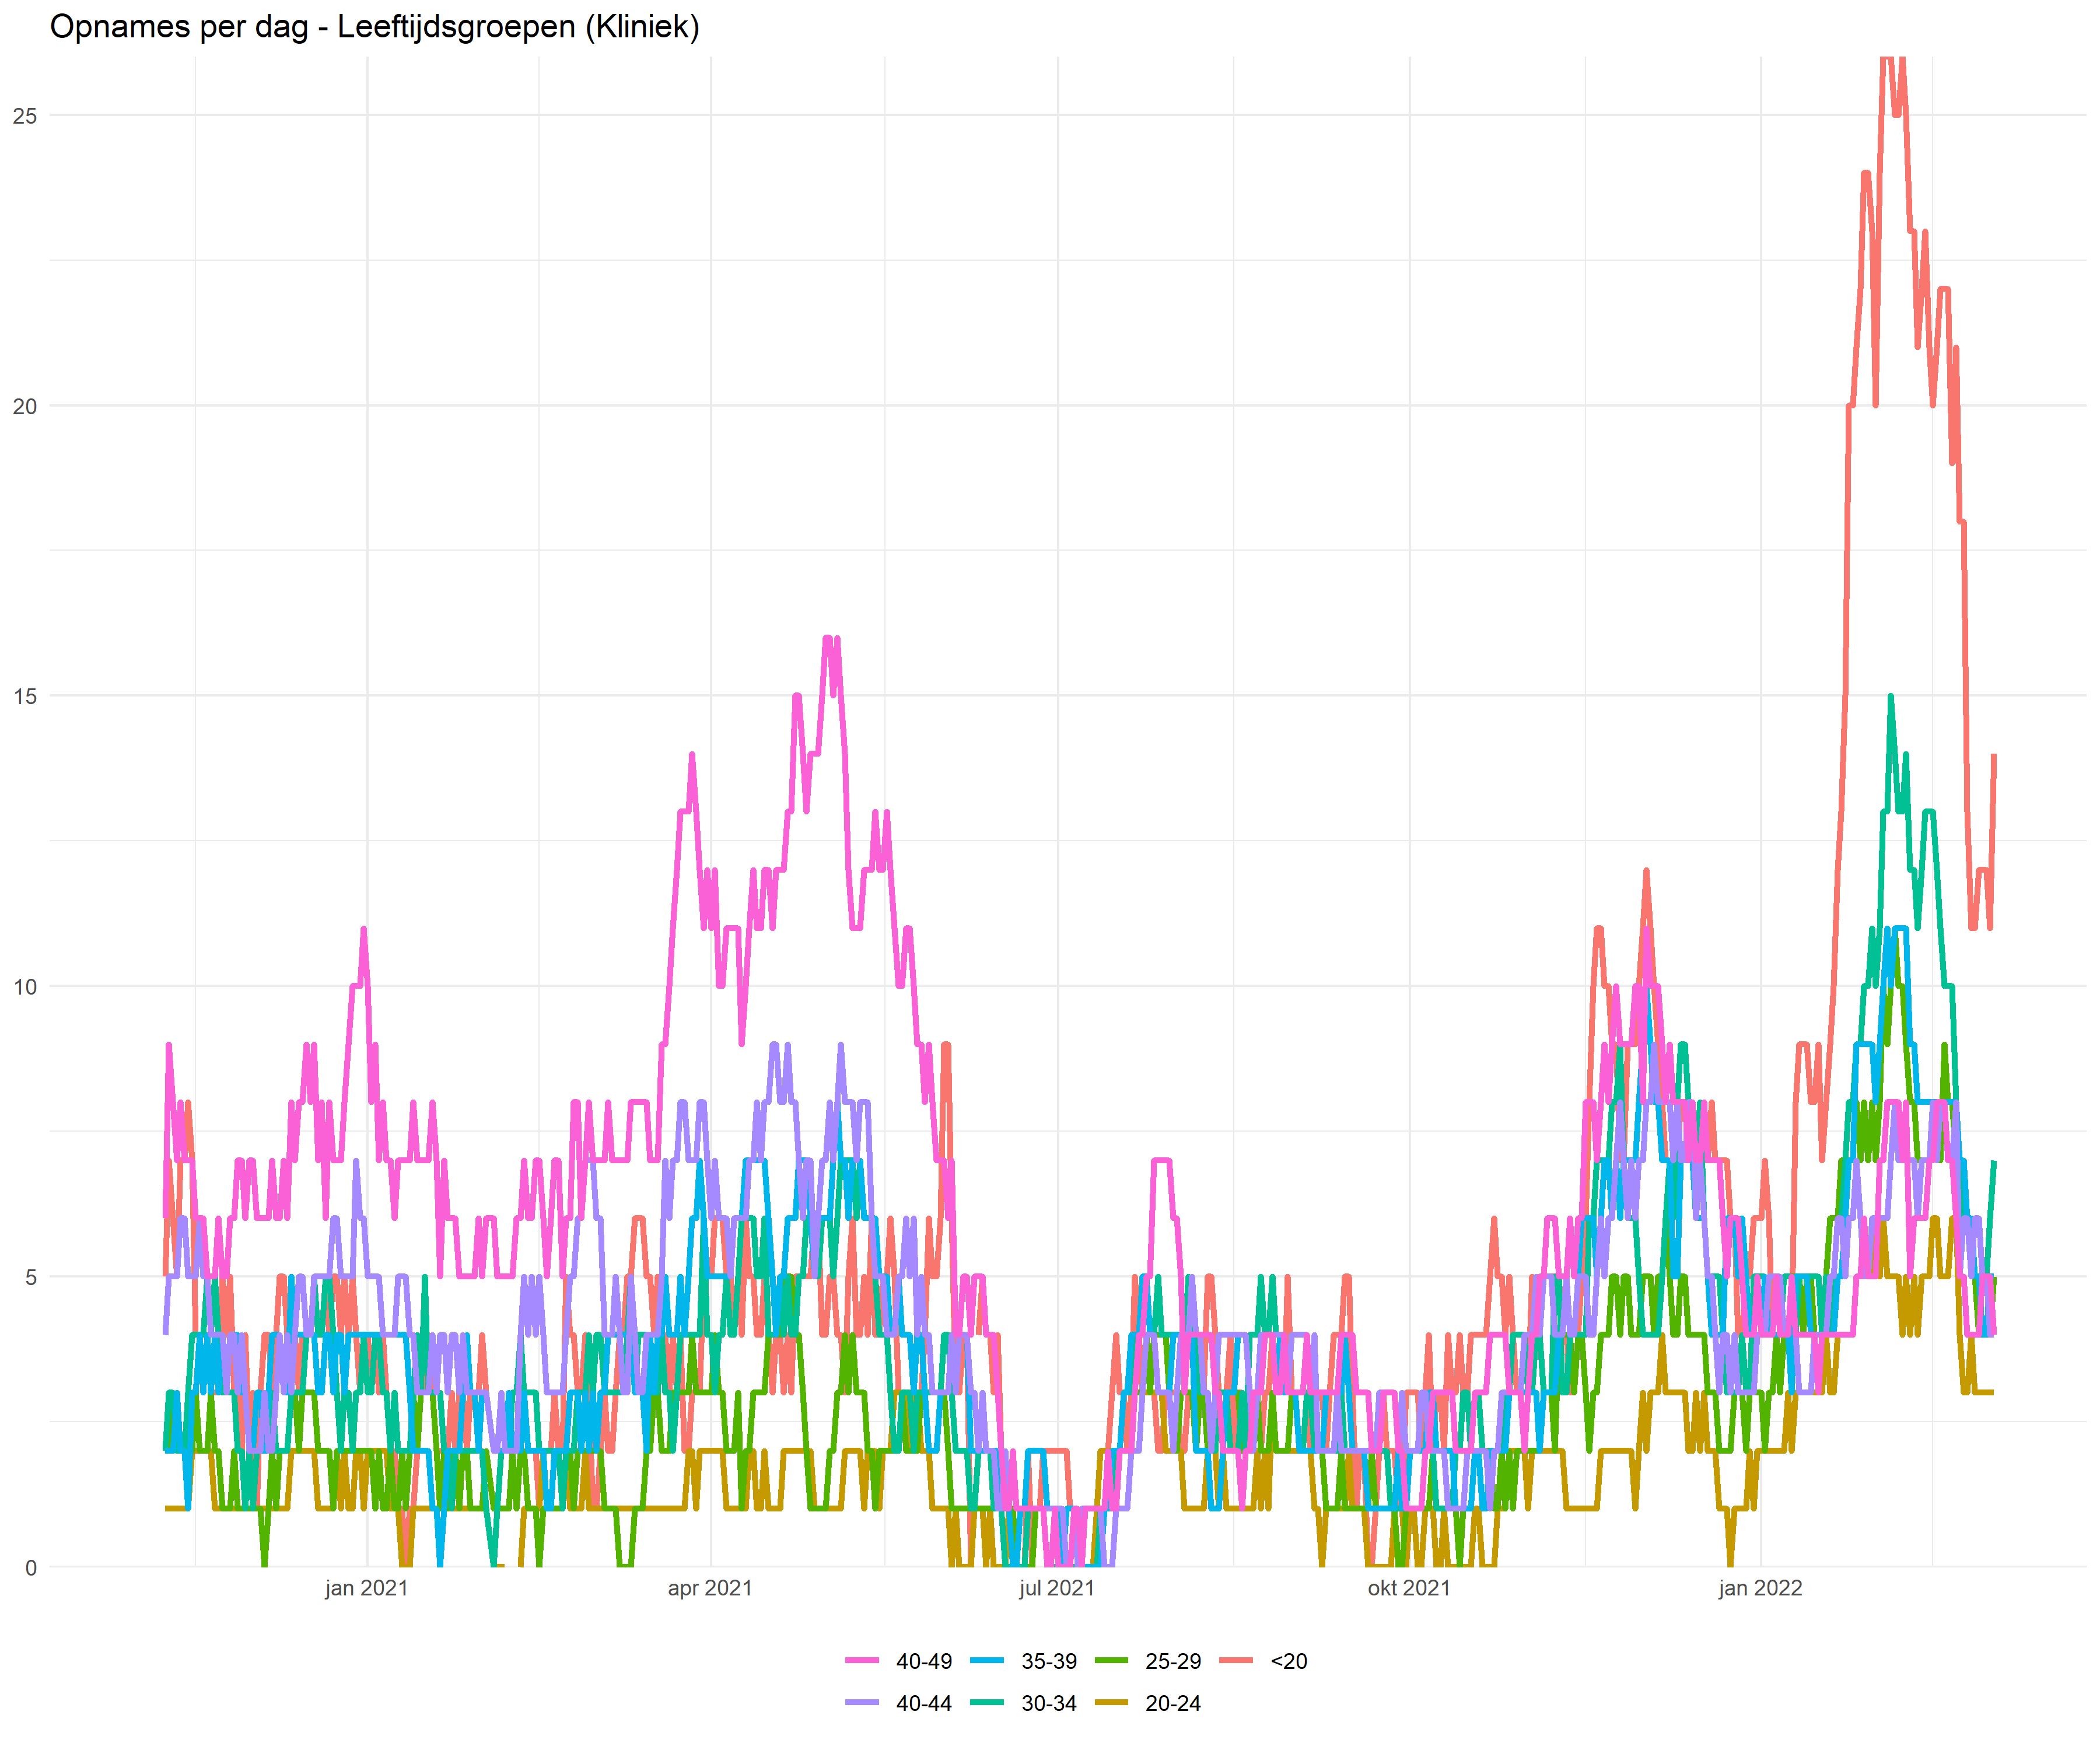 Opnames per dag - Leeftijdsgroepen (Kliniek)
25
20
15
10
5
0
jan 2021 apr 2021 jul 2021 okt 2021 jan 2022
40-49 35-39 25-29 <20
40-44 30-34 20-24